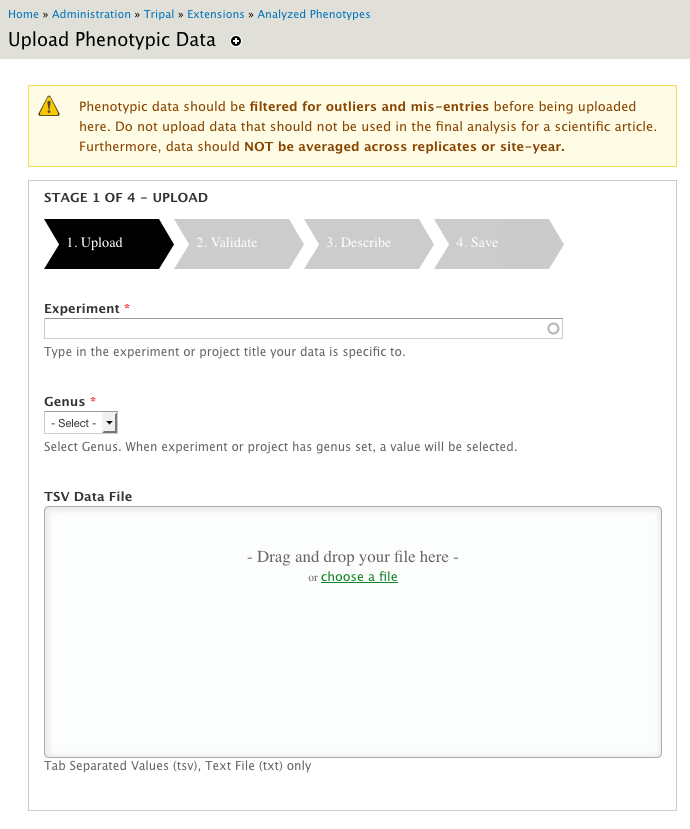 Home » Administration » Tripal » Extensions » Analyzed Phenotypes
Upload Phenotypic Data
Phenotypic data should be filtered for outliers and mis-entries before being uploaded
here. Do not upload data that should not be used in the final analysis for a scientific article.
Furthermore, data should NOT be averaged across replicates or site-year.
STAGE 1 OF 4 - UPLOAD
1. Upload 2. Validate 3. Describe 4. Save
Experiment *
Type in the experiment or project title your data is specific to.
Genus *
- Select -
Select Genus. When experiment or project has genus set, a value will be selected.
TSV Data File
- Drag and drop your file here -
or choose a file
Tab Separated Values (tsv), Text File (txt) only